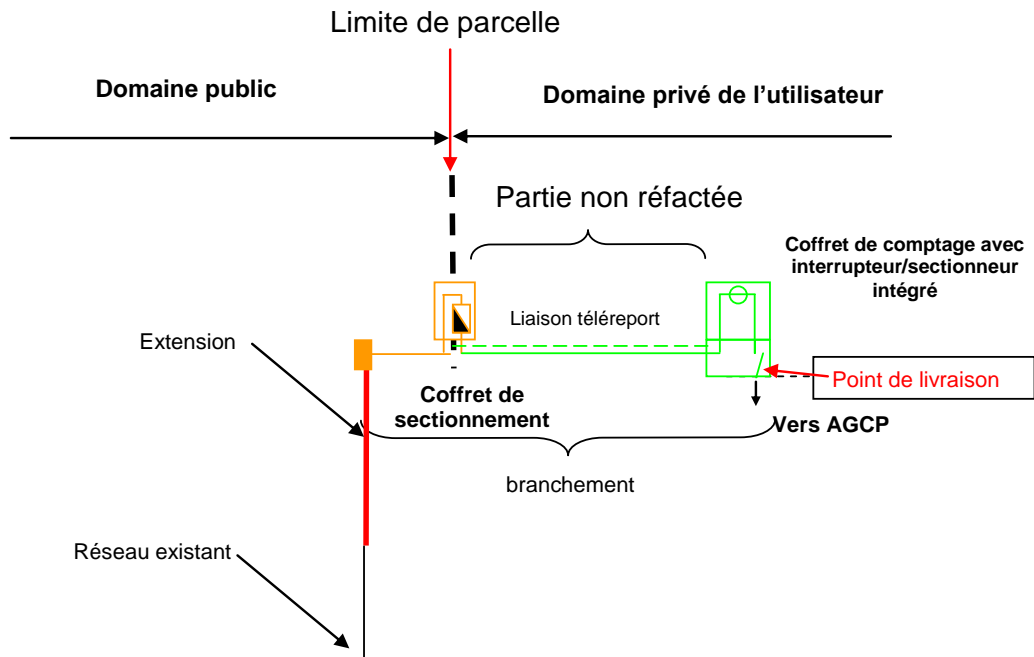 Limite de parcelle
Domaine public
Domaine privé de l’utilisateur
Partie non réfactée
Coffret de comptage avec
interrupteur/sectionneur
intégré
Liaison téléreport
Extension
Point de livraison
Coffret de
sectionnement
Vers AGCP
branchement
Réseau existant